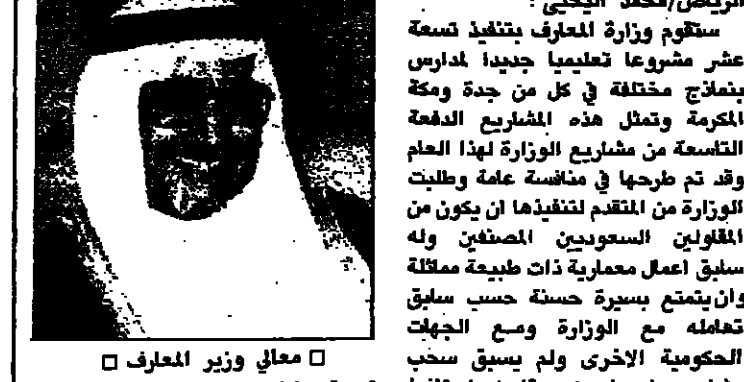 الرياض/محمد اليحيى :
ستقوم وزارة المعارف بتنفيذ تسعة
عشر مشروعا تعليميا جديدا لمدارس
بنماذج مختلفة في كل من جدة ومكة
المكرمة وتمثل هذه المشاريع الدفعة
التاسعة من مشاريع الوزارة لهذا العام
وقد تم طرحها في منافسة عامة وطلبت
الوزارة من المتقدم لتنفيذها ان يكون من
المقاولين السعوديين المصنفين وله
سابق اعمال معمارية ذات طبيعة مماثلة
وان يتمتع بسيرة حسنة حسب سابق
تعامله مع الوزارة ومع الجهات
الحكومية الاخرى ولم يسبق سحب
□ معالي وزير المعارف □